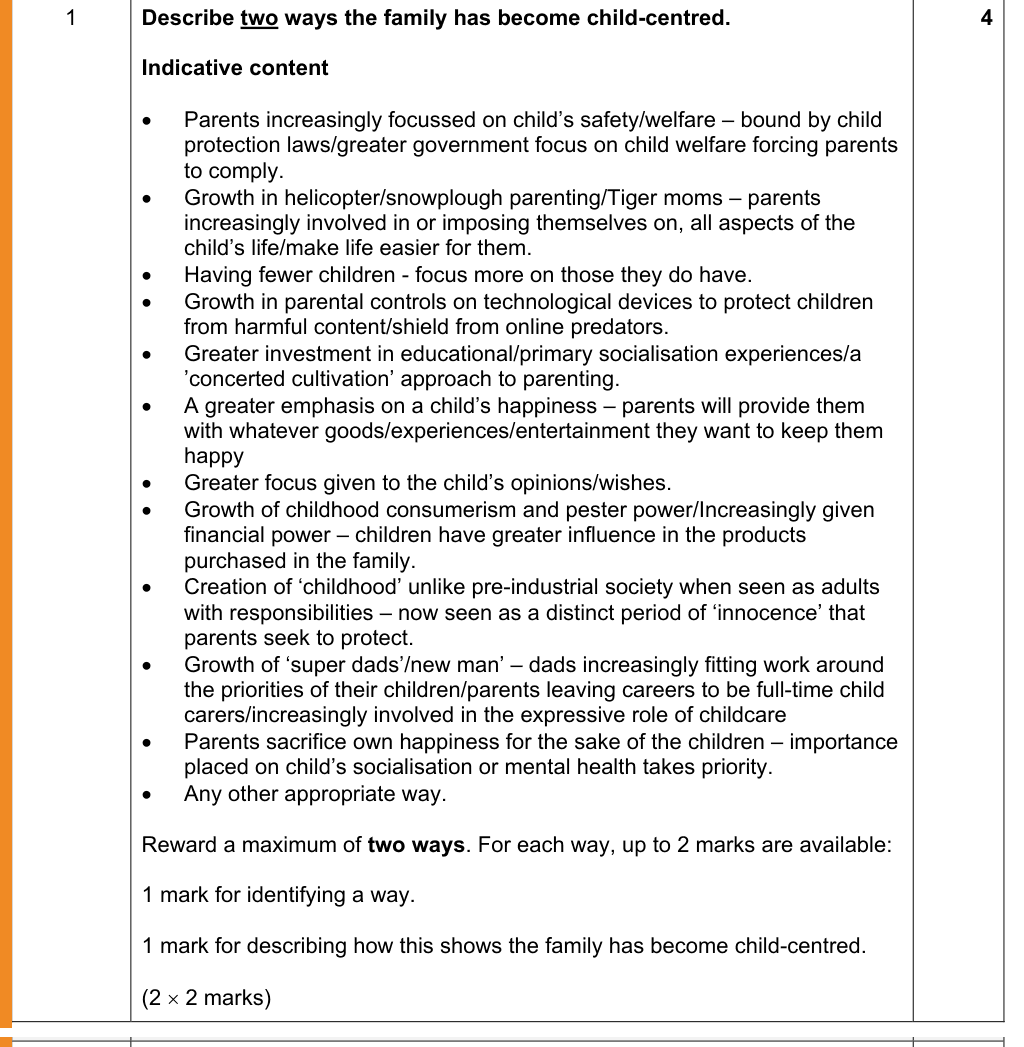 1 Describe two ways the family has become child-centred. 4
Indicative content
• Parents increasingly focussed on child’s safety/welfare – bound by child
protection laws/greater government focus on child welfare forcing parents
to comply.
• Growth in helicopter/snowplough parenting/Tiger moms – parents
increasingly involved in or imposing themselves on, all aspects of the
child’s life/make life easier for them.
• Having fewer children - focus more on those they do have.
• Growth in parental controls on technological devices to protect children
from harmful content/shield from online predators.
• Greater investment in educational/primary socialisation experiences/a
’concerted cultivation’ approach to parenting.
• A greater emphasis on a child’s happiness – parents will provide them
with whatever goods/experiences/entertainment they want to keep them
happy
• Greater focus given to the child’s opinions/wishes.
• Growth of childhood consumerism and pester power/Increasingly given
financial power – children have greater influence in the products
purchased in the family.
• Creation of ‘childhood’ unlike pre-industrial society when seen as adults
with responsibilities – now seen as a distinct period of ‘innocence’ that
parents seek to protect.
• Growth of ‘super dads’/new man’ – dads increasingly fitting work around
the priorities of their children/parents leaving careers to be full-time child
carers/increasingly involved in the expressive role of childcare
• Parents sacrifice own happiness for the sake of the children – importance
placed on child’s socialisation or mental health takes priority.
• Any other appropriate way.
Reward a maximum of two ways. For each way, up to 2 marks are available:
1 mark for identifying a way.
1 mark for describing how this shows the family has become child-centred.
(2 × 2 marks)